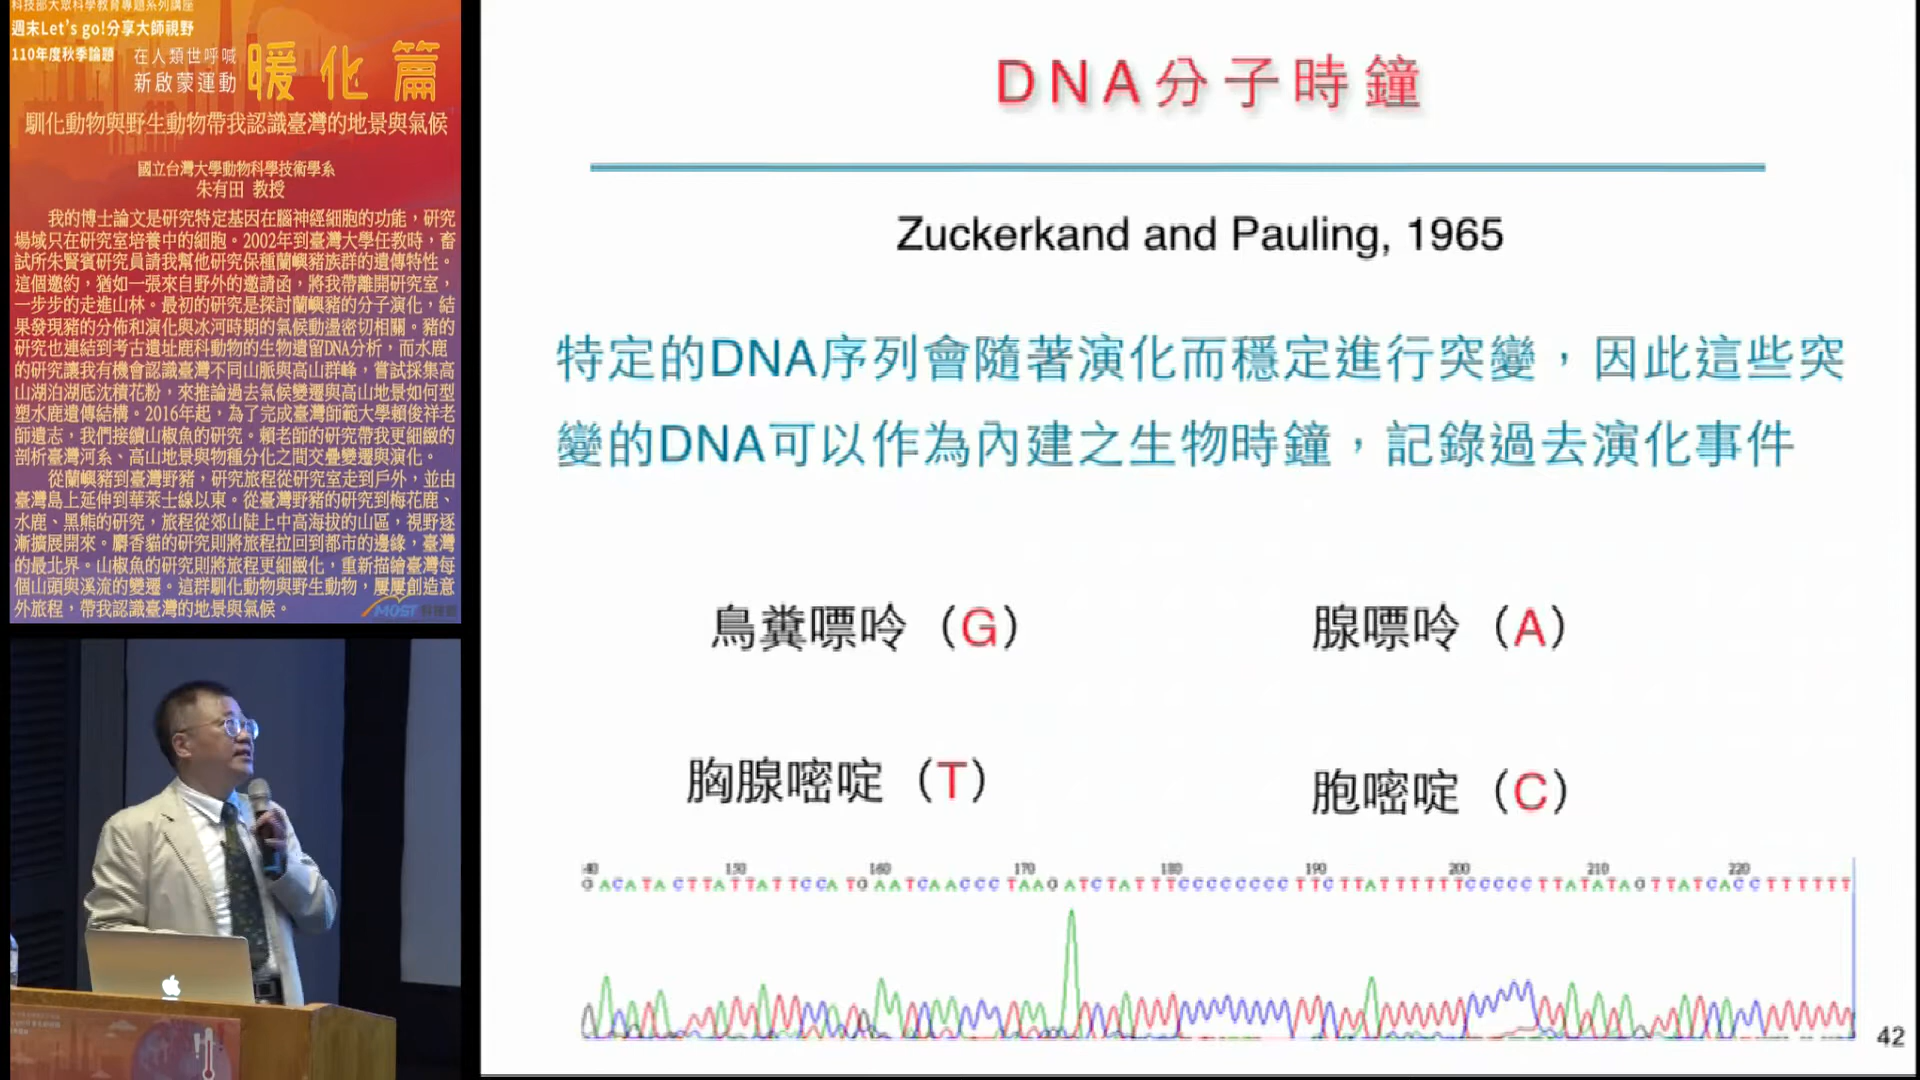 科技部大眾科學教育專題系列講座
週末Let's go!分享大師視野
110年度秋季論題
在人類世呼喊
新啟蒙運動
暖化篇
馴化動物與野生動物帶我認識臺灣的地景與氣候
國立台灣大學動物科學技術學系
朱有田 教授
我的博士論文是研究特定基因在腦神經細胞的功能，研究
場域只在研究室培養中的細胞。2002年到臺灣大學任教時，畜
試所朱賢賓研究員請我幫他研究保種蘭嶼豬族群的遺傳特性。
這個邀約，猶如一張來自野外的邀請函，將我帶離開研究室，
一步步的走進山林。最初的研究是探討蘭嶼豬的分子演化，結
果發現豬的分佈和演化與冰河時期的氣候動盪密切相關。豬的
研究也連結到考古遺址鹿科動物的生物遺留DNA分析，而水鹿
的研究讓我有機會認識臺灣不同山脈與高山群峰，嘗試採集高
山湖泊湖底沈積花粉，來推論過去氣候變遷與高山地景如何型
塑水鹿遺傳結構。2016年起，為了完成臺灣師範大學賴俊祥老
師遺志，我們接續山椒魚的研究。賴老師的研究帶我更細緻的
剖析臺灣河系、高山地景與物種分化之間交疊變遷與演化。
從蘭嶼豬到臺灣野豬，研究旅程從研究室走到戶外，並由
臺灣島上延伸到華萊士線以東。從臺灣野豬的研究到梅花鹿、
水鹿、黑熊的研究，旅程從郊山陡上中高海拔的山區，視野逐
漸擴展開來。麝香貓的研究則將旅程拉回到都市的邊緣，臺灣
的最北界。山椒魚的研究則將旅程更細緻化，重新描繪臺灣每
個山頭與溪流的變遷。這群馴化動物與野生動物，屢屢創造意
外旅程，帶我認識臺灣的地景與氣候。
MOST 科技部
DNA分子時鐘
Zuckerkand and Pauling, 1965
特定的DNA序列會隨著演化而穩定進行突變，因此這些突
變的DNA可以作為內建之生物時鐘，記錄過去演化事件
鳥糞嘌呤（G）
腺嘌呤（A）
胸腺嘧啶（T）
胞嘧啶（C）
160 170 180 190 200 210 220
42